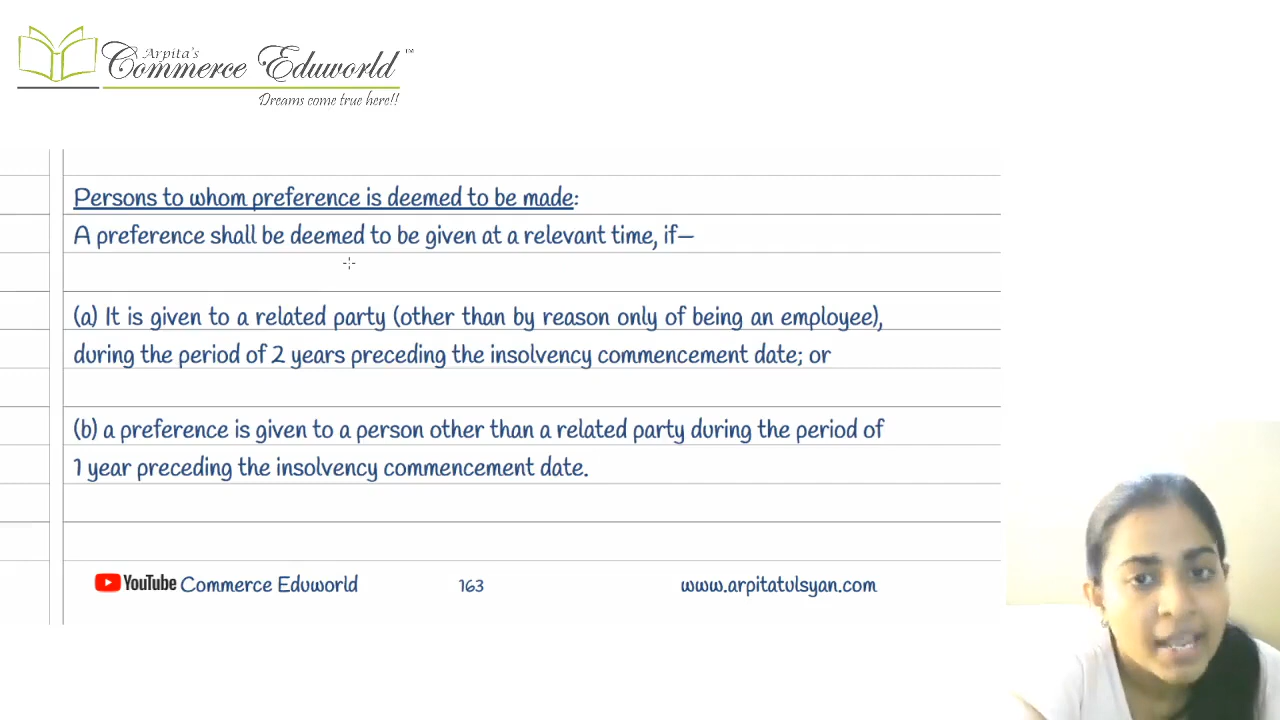 Arpita's
Commerce Eduworld™
Dreams come true here!!
Persons to whom preference is deemed to be made:
A preference shall be deemed to be given at a relevant time, if—
(a) It is given to a related party (other than by reason only of being an employee),
during the period of 2 years preceding the insolvency commencement date; or
(b) a preference is given to a person other than a related party during the period of
1 year preceding the insolvency commencement date.
YouTube Commerce Eduworld 163 www.arpitatulsyan.com